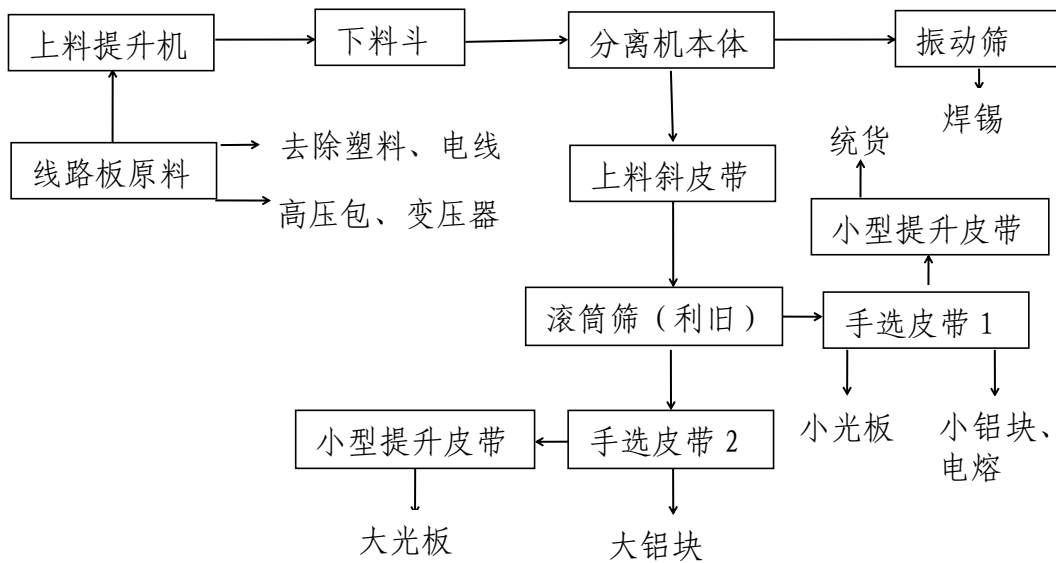 上料提升机
下料斗
分离机本体
振动筛
焊锡
统货
线路板原料
去除塑料、电线
高压包、变压器
上料斜皮带
小型提升皮带
滚筒筛（利旧）
手选皮带1
小光板
小铝块、
电熔
小型提升皮带
手选皮带2
大光板
大铝块